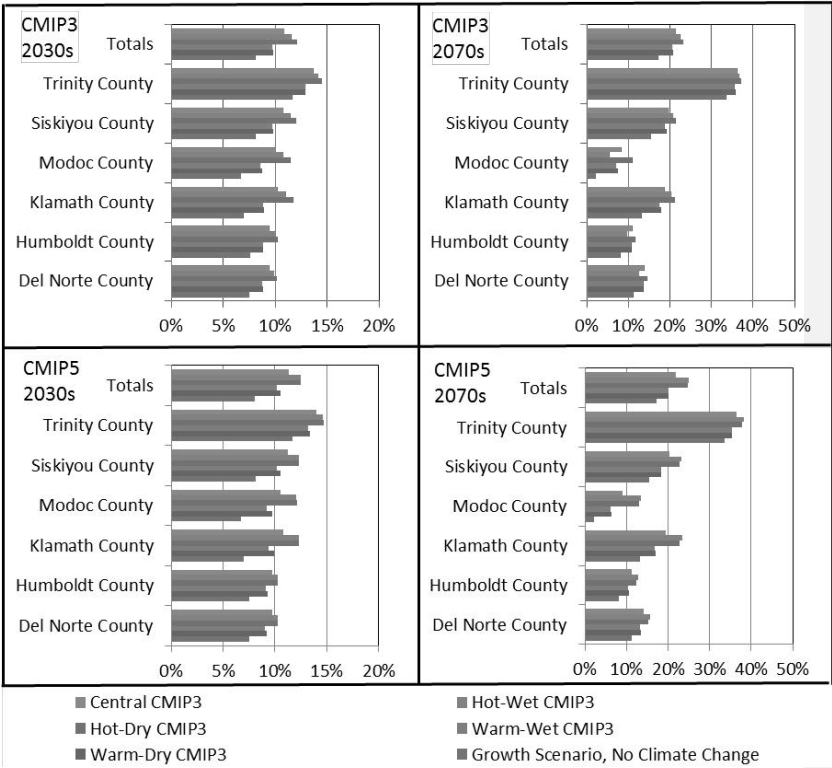 CMIP3
2030s
Totals
Trinity County
Siskiyou County
Modoc County
Klamath County
Humboldt County
Del Norte County
0% 5% 10% 15% 20%
CMIP3
2070s
Totals
Trinity County
Siskiyou County
Modoc County
Klamath County
Humboldt County
Del Norte County
0% 10% 20% 30% 40% 50%
CMIP5
2030s
Totals
Trinity County
Siskiyou County
Modoc County
Klamath County
Humboldt County
Del Norte County
0% 5% 10% 15% 20%
CMIP5
2070s
Totals
Trinity County
Siskiyou County
Modoc County
Klamath County
Humboldt County
Del Norte County
0% 10% 20% 30% 40% 50%
Central CMIP3
Hot-Wet CMIP3
Hot-Dry CMIP3
Warm-Wet CMIP3
Warm-Dry CMIP3
Growth Scenario, No Climate Change